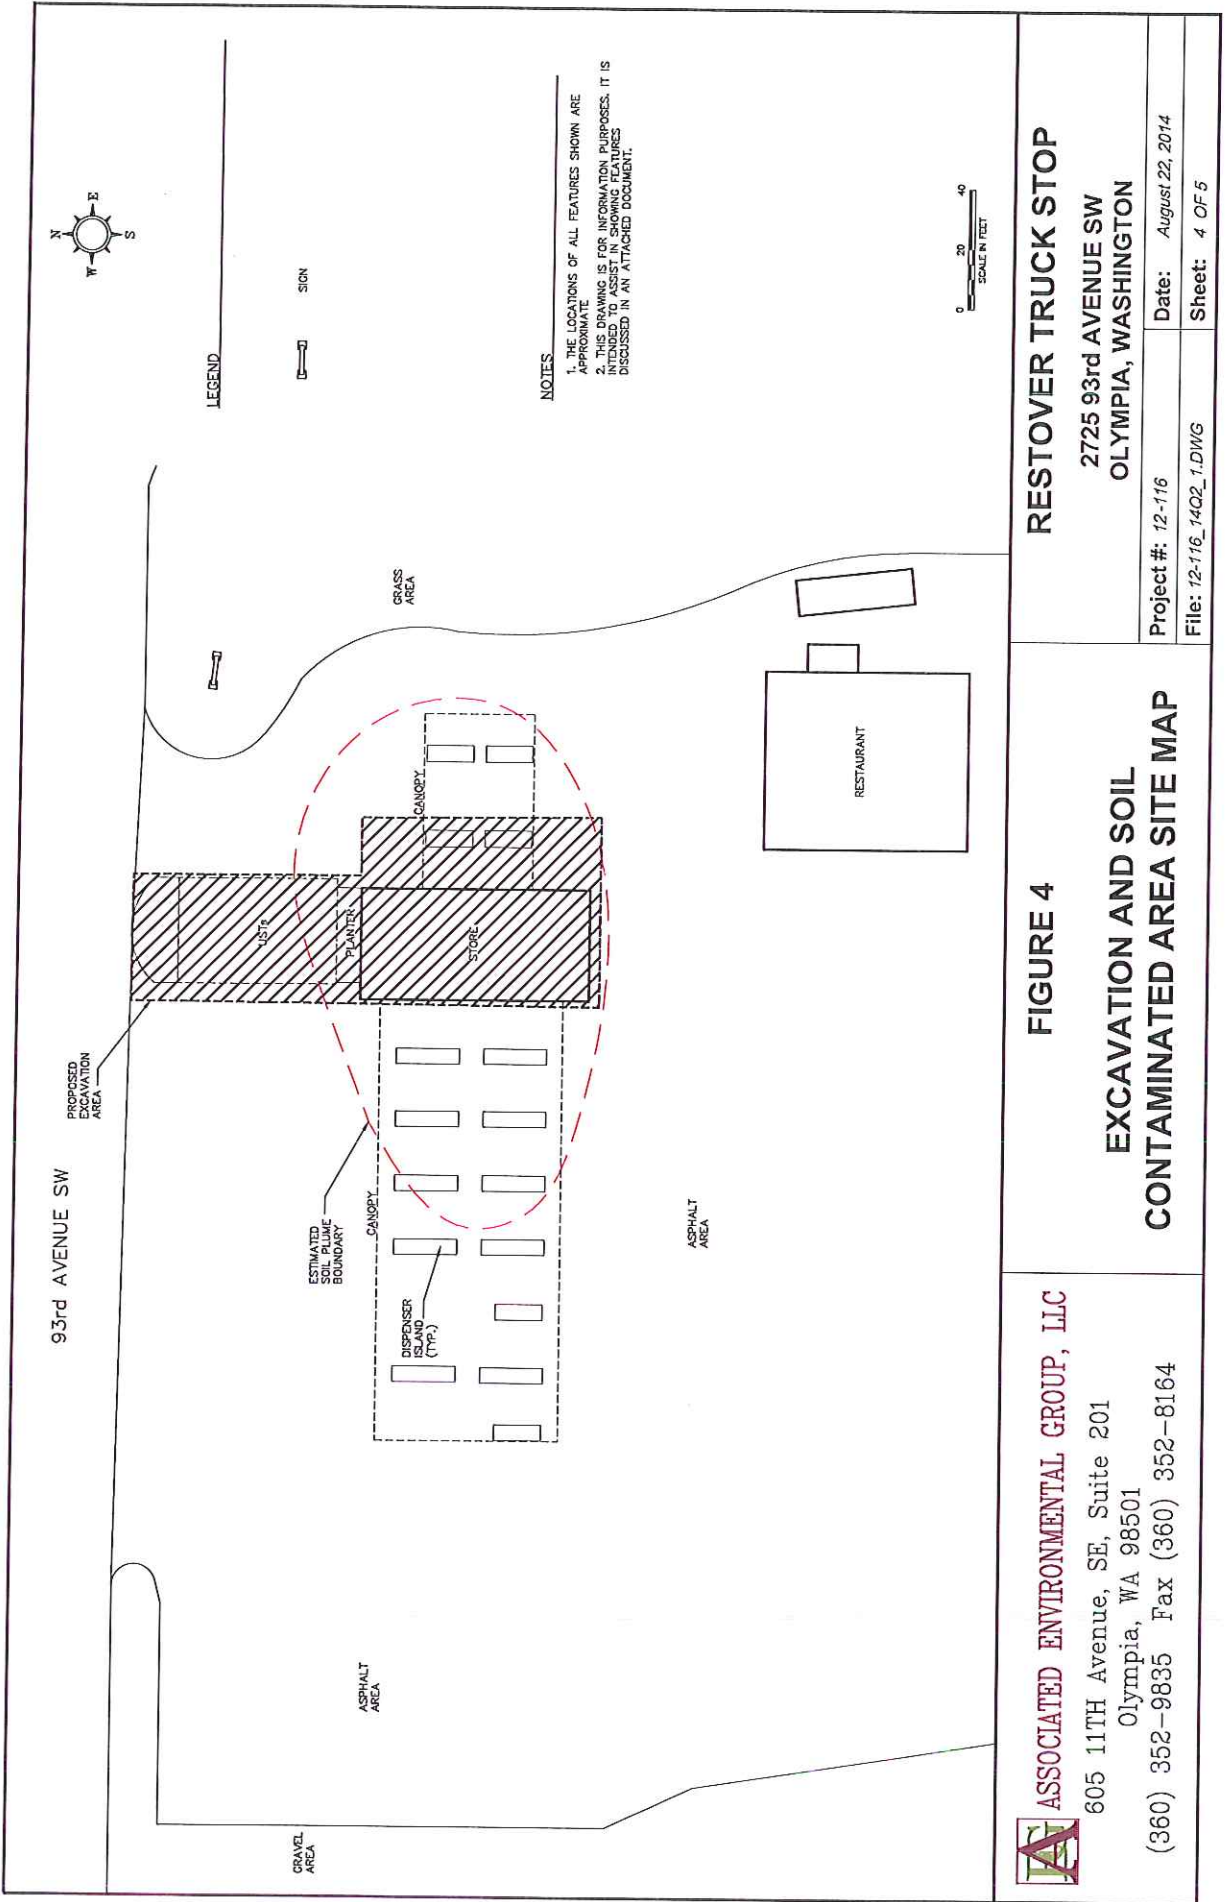 93rd AVENUE SW
N
W
E
S
LEGEND
SIGN
NOTES
1. THE LOCATIONS OF ALL FEATURES SHOWN ARE
APPROXIMATE
2. THIS DRAWING IS FOR INFORMATION PURPOSES. IT IS
INTENDED TO ASSIST IN SHOWING FEATURES
DISCUSSED IN AN ATTACHED DOCUMENT.
0 20 40
SCALE IN FEET
PROPOSED
EXCAVATION
AREA
ESTIMATED
SOIL PLUME
BOUNDARY
CANOPY
DISPENSER
ISLAND
(TYP.)
USTs
PLANTER
STORE
CANOPY
GRASS
AREA
RESTAURANT
ASPHALT
AREA
ASPHALT
AREA
GRAVEL
AREA
AEG
ASSOCIATED ENVIRONMENTAL GROUP, LLC
605 11TH Avenue, SE, Suite 201
Olympia, WA 98501
(360) 352-9835 Fax (360) 352-8164
FIGURE 4
EXCAVATION AND SOIL
CONTAMINATED AREA SITE MAP
RESTOVER TRUCK STOP
2725 93rd AVENUE SW
OLYMPIA, WASHINGTON
Project #: 12-116
Date: August 22, 2014
File: 12-116_14Q2_1.DWG
Sheet: 4 OF 5